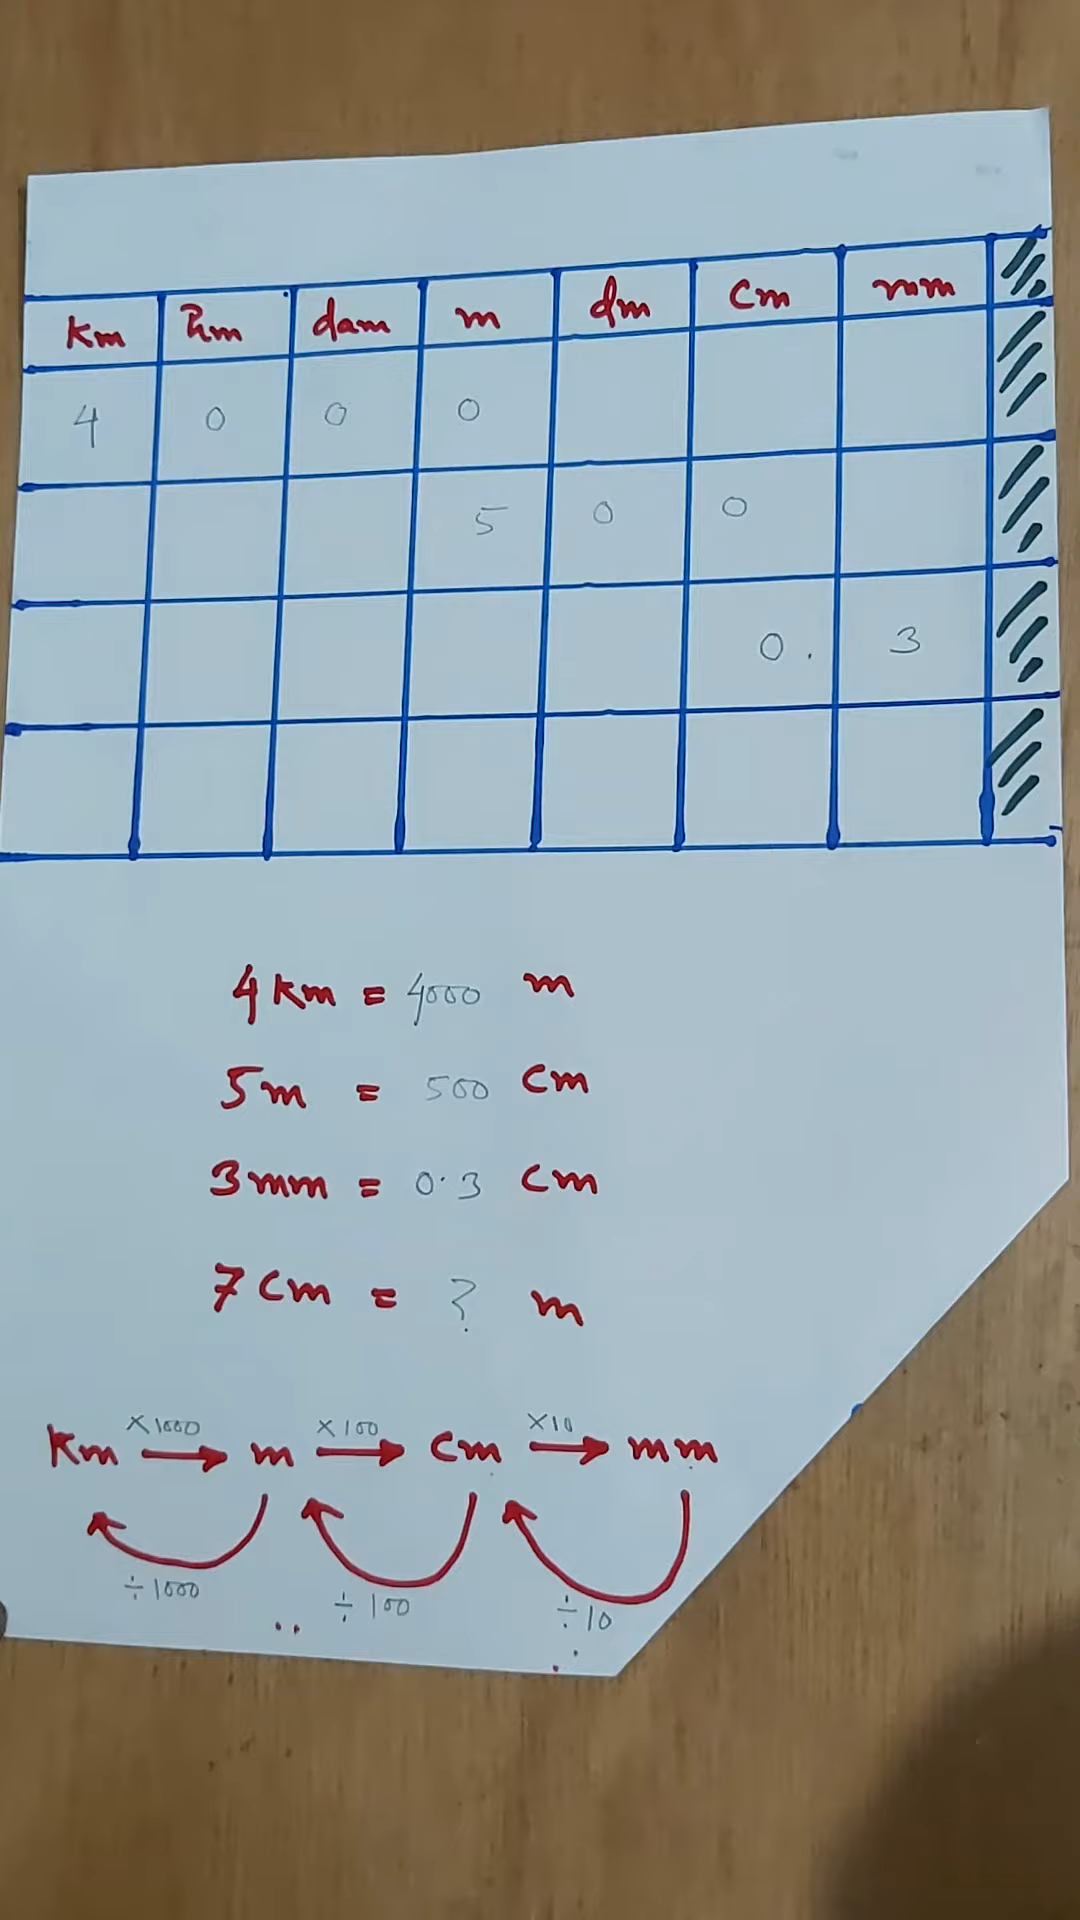 km hm dam m dm cm mm
4 0 0 0
5 0 0
0. 3
4 km = 4000 m
5m = 500 cm
3mm = 0.3 cm
7 cm = ? m
×1000 ×100 ×10
km → m → cm → mm
÷1000 ÷100 ÷10